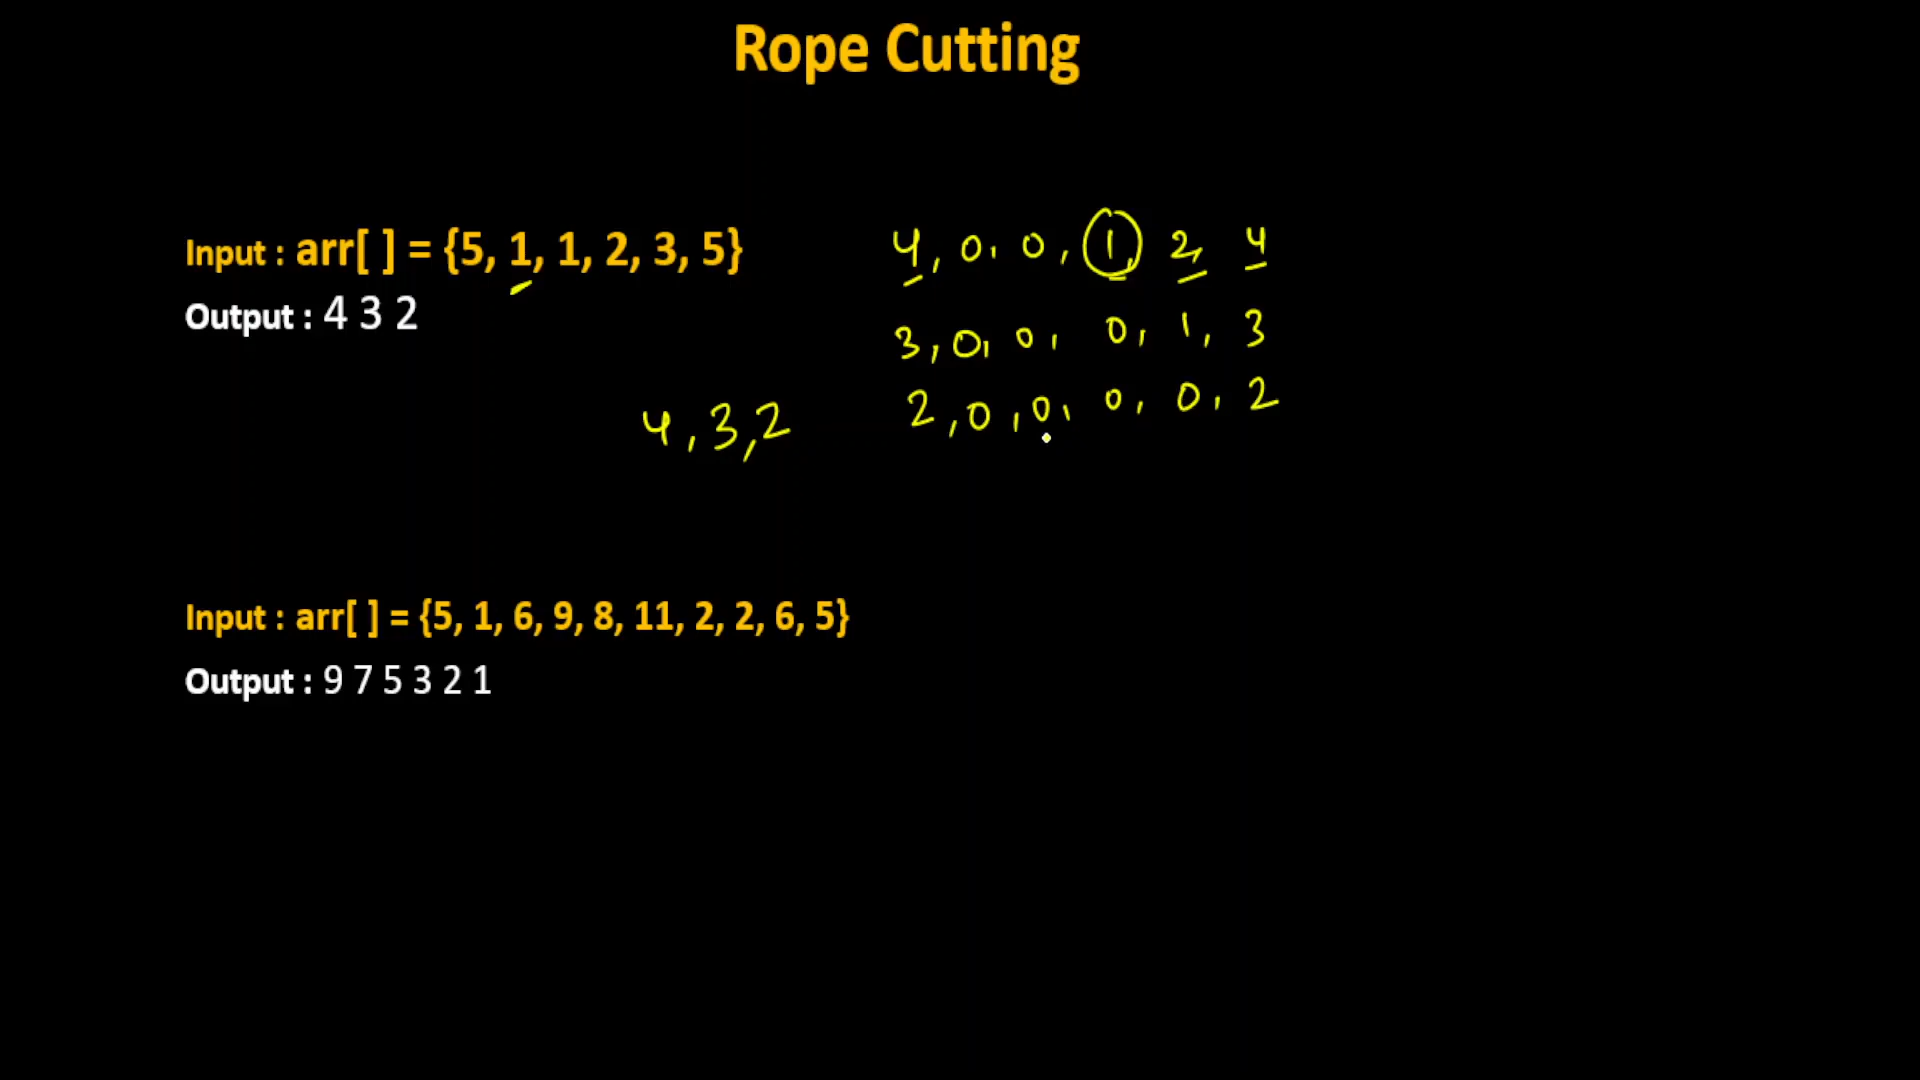 Rope Cutting
Input : arr[ ] = {5, 1, 1, 2, 3, 5}
Output : 4 3 2
4, 0, 0, 1, 2, 4
3, 0, 0, 0, 1, 3
2, 0, 0, 0, 0, 2
4, 3, 2
Input : arr[ ] = {5, 1, 6, 9, 8, 11, 2, 2, 6, 5}
Output : 9 7 5 3 2 1